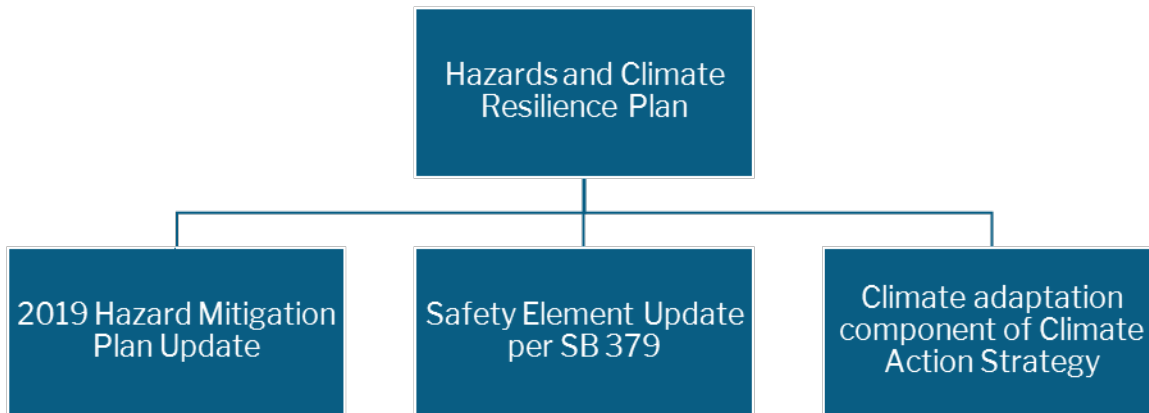 Hazards and Climate
Resilience Plan
2019 Hazard Mitigation
Plan Update
Safety Element Update
per SB 379
Climate adaptation
component of Climate
Action Strategy